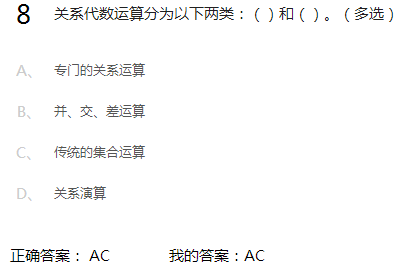 8 关系代数运算分为以下两类：（ ）和（ ）。（多选）
A、 专门的关系运算
B、 并、交、差运算
C、 传统的集合运算
D、 关系演算
正确答案： AC 我的答案：AC